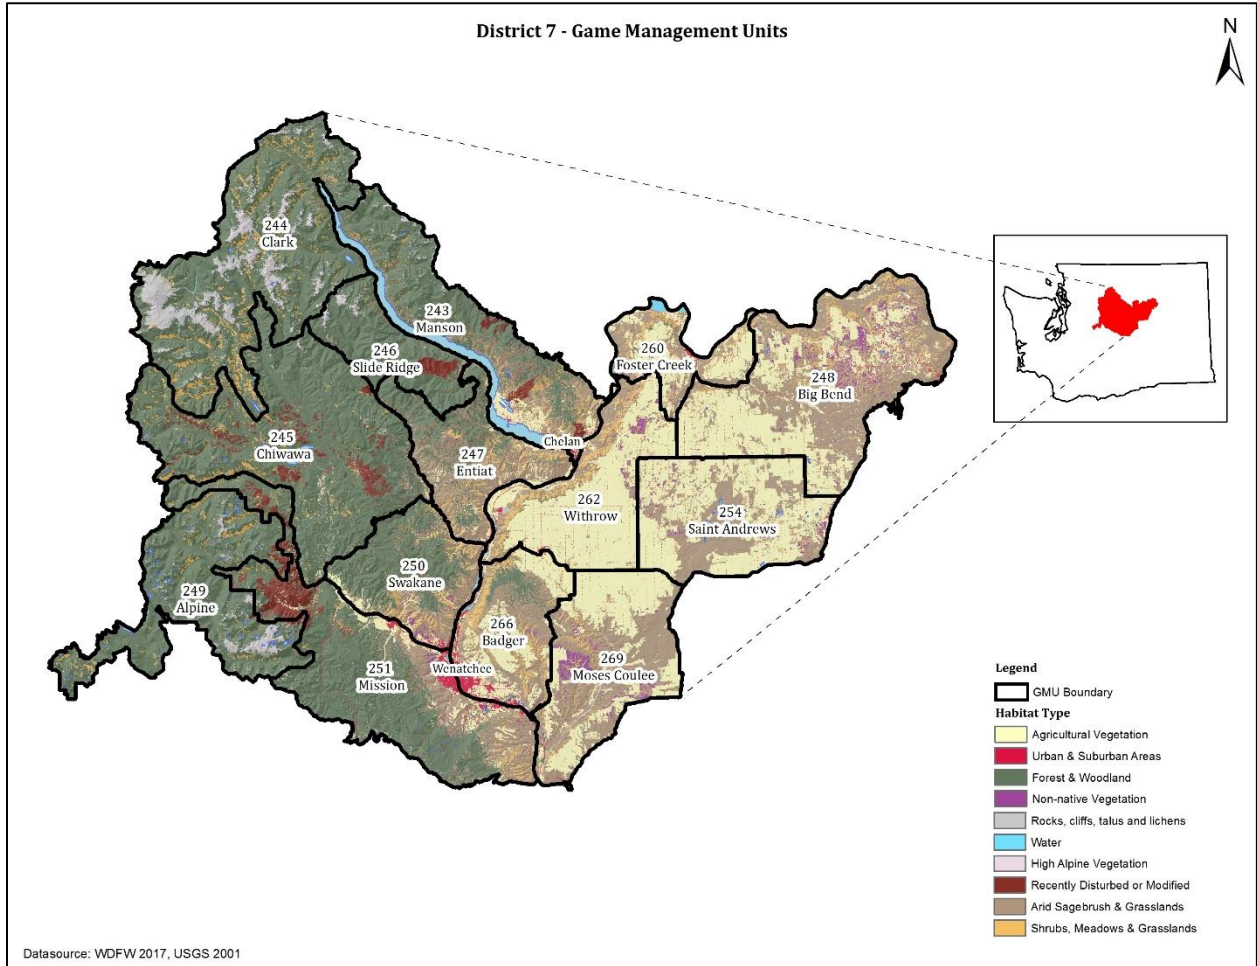 District 7 - Game Management Units
N
244
Clark
243
Manson
246
Slide Ridge
260
Foster Creek
248
Big Bend
245
Chiwawa
247
Entiat
Chelan
262
Withrow
254
Saint Andrews
250
Swakane
249
Alpine
266
Badger
251
Mission
Wenatchee
269
Moses Coulee
Legend
GMU Boundary
Habitat Type
Agricultural Vegetation
Urban & Suburban Areas
Forest & Woodland
Non-native Vegetation
Rocks, cliffs, talus and lichens
Water
High Alpine Vegetation
Recently Disturbed or Modified
Arid Sagebrush & Grasslands
Shrubs, Meadows & Grasslands
Datasource: WDFW 2017, USGS 2001